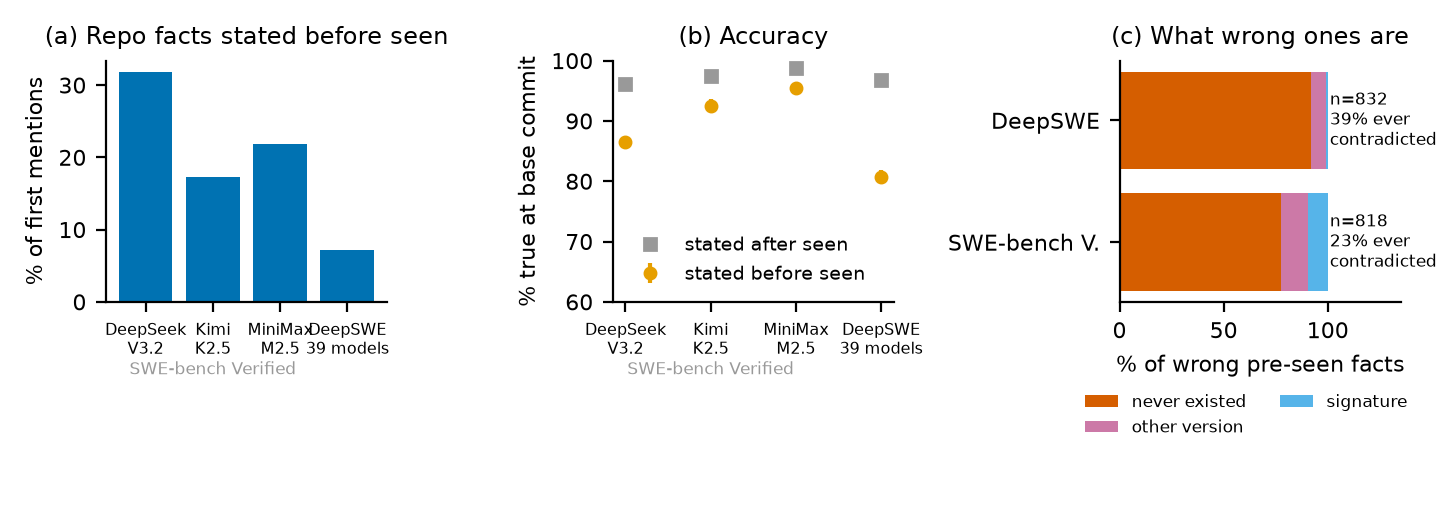 (a) Repo facts stated before seen
% of first mentions
30
20
10
0
DeepSeek
V3.2
Kimi
K2.5
MiniMax
M2.5
DeepSWE
39 models
SWE-bench Verified
(b) Accuracy
% true at base commit
100
90
80
70
60
stated after seen
stated before seen
DeepSeek
V3.2
Kimi
K2.5
MiniMax
M2.5
DeepSWE
39 models
SWE-bench Verified
(c) What wrong ones are
DeepSWE
n=832
39% ever
contradicted
SWE-bench V.
n=818
23% ever
contradicted
0
50
100
% of wrong pre-seen facts
never existed
other version
signature